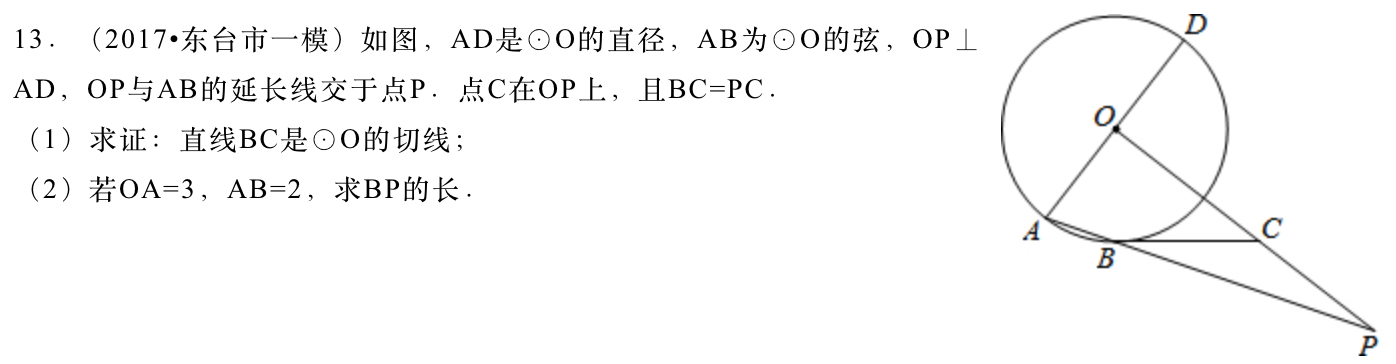 13．（2017•东台市一模）如图，AD是⊙O的直径，AB为⊙O的弦，OP⊥
AD，OP与AB的延长线交于点P．点C在OP上，且BC=PC．
（1）求证：直线BC是⊙O的切线；
（2）若OA=3，AB=2，求BP的长．
D
O
A
B
C
P